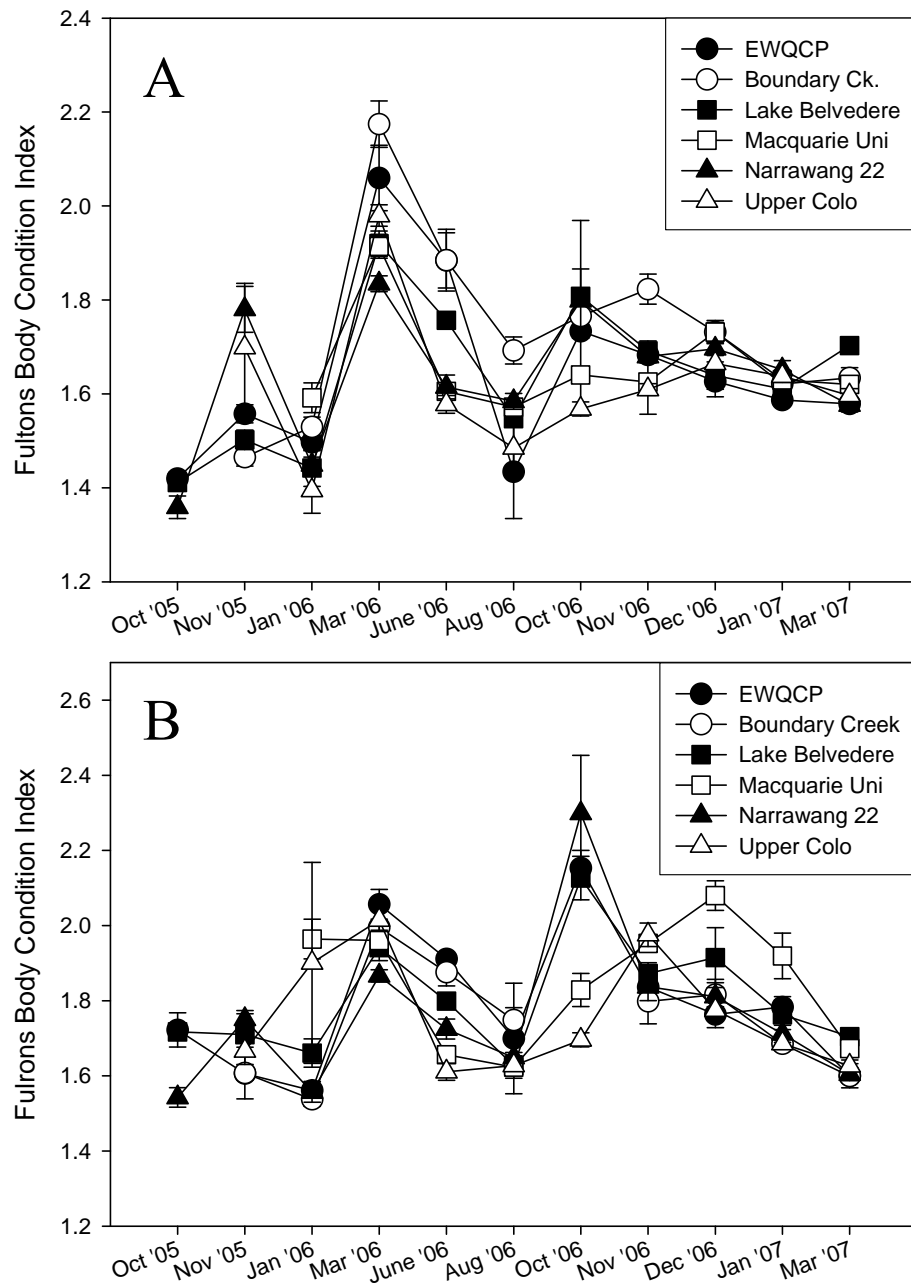 A
Fultons Body Condition Index
2.4
2.2
2.0
1.8
1.6
1.4
1.2
EWQCP
Boundary Ck.
Lake Belvedere
Macquarie Uni
Narrawang 22
Upper Colo
Oct '05
Nov '05
Jan '06
Mar '06
June '06
Aug '06
Oct '06
Nov '06
Dec '06
Jan '07
Mar '07
B
Fulrons Body Condition Index
2.6
2.4
2.2
2.0
1.8
1.6
1.4
1.2
EWQCP
Boundary Creek
Lake Belvedere
Macquarie Uni
Narrawang 22
Upper Colo
Oct '05
Nov '05
Jan '06
Mar '06
June '06
Aug '06
Oct '06
Nov '06
Dec '06
Jan '07
Mar '07